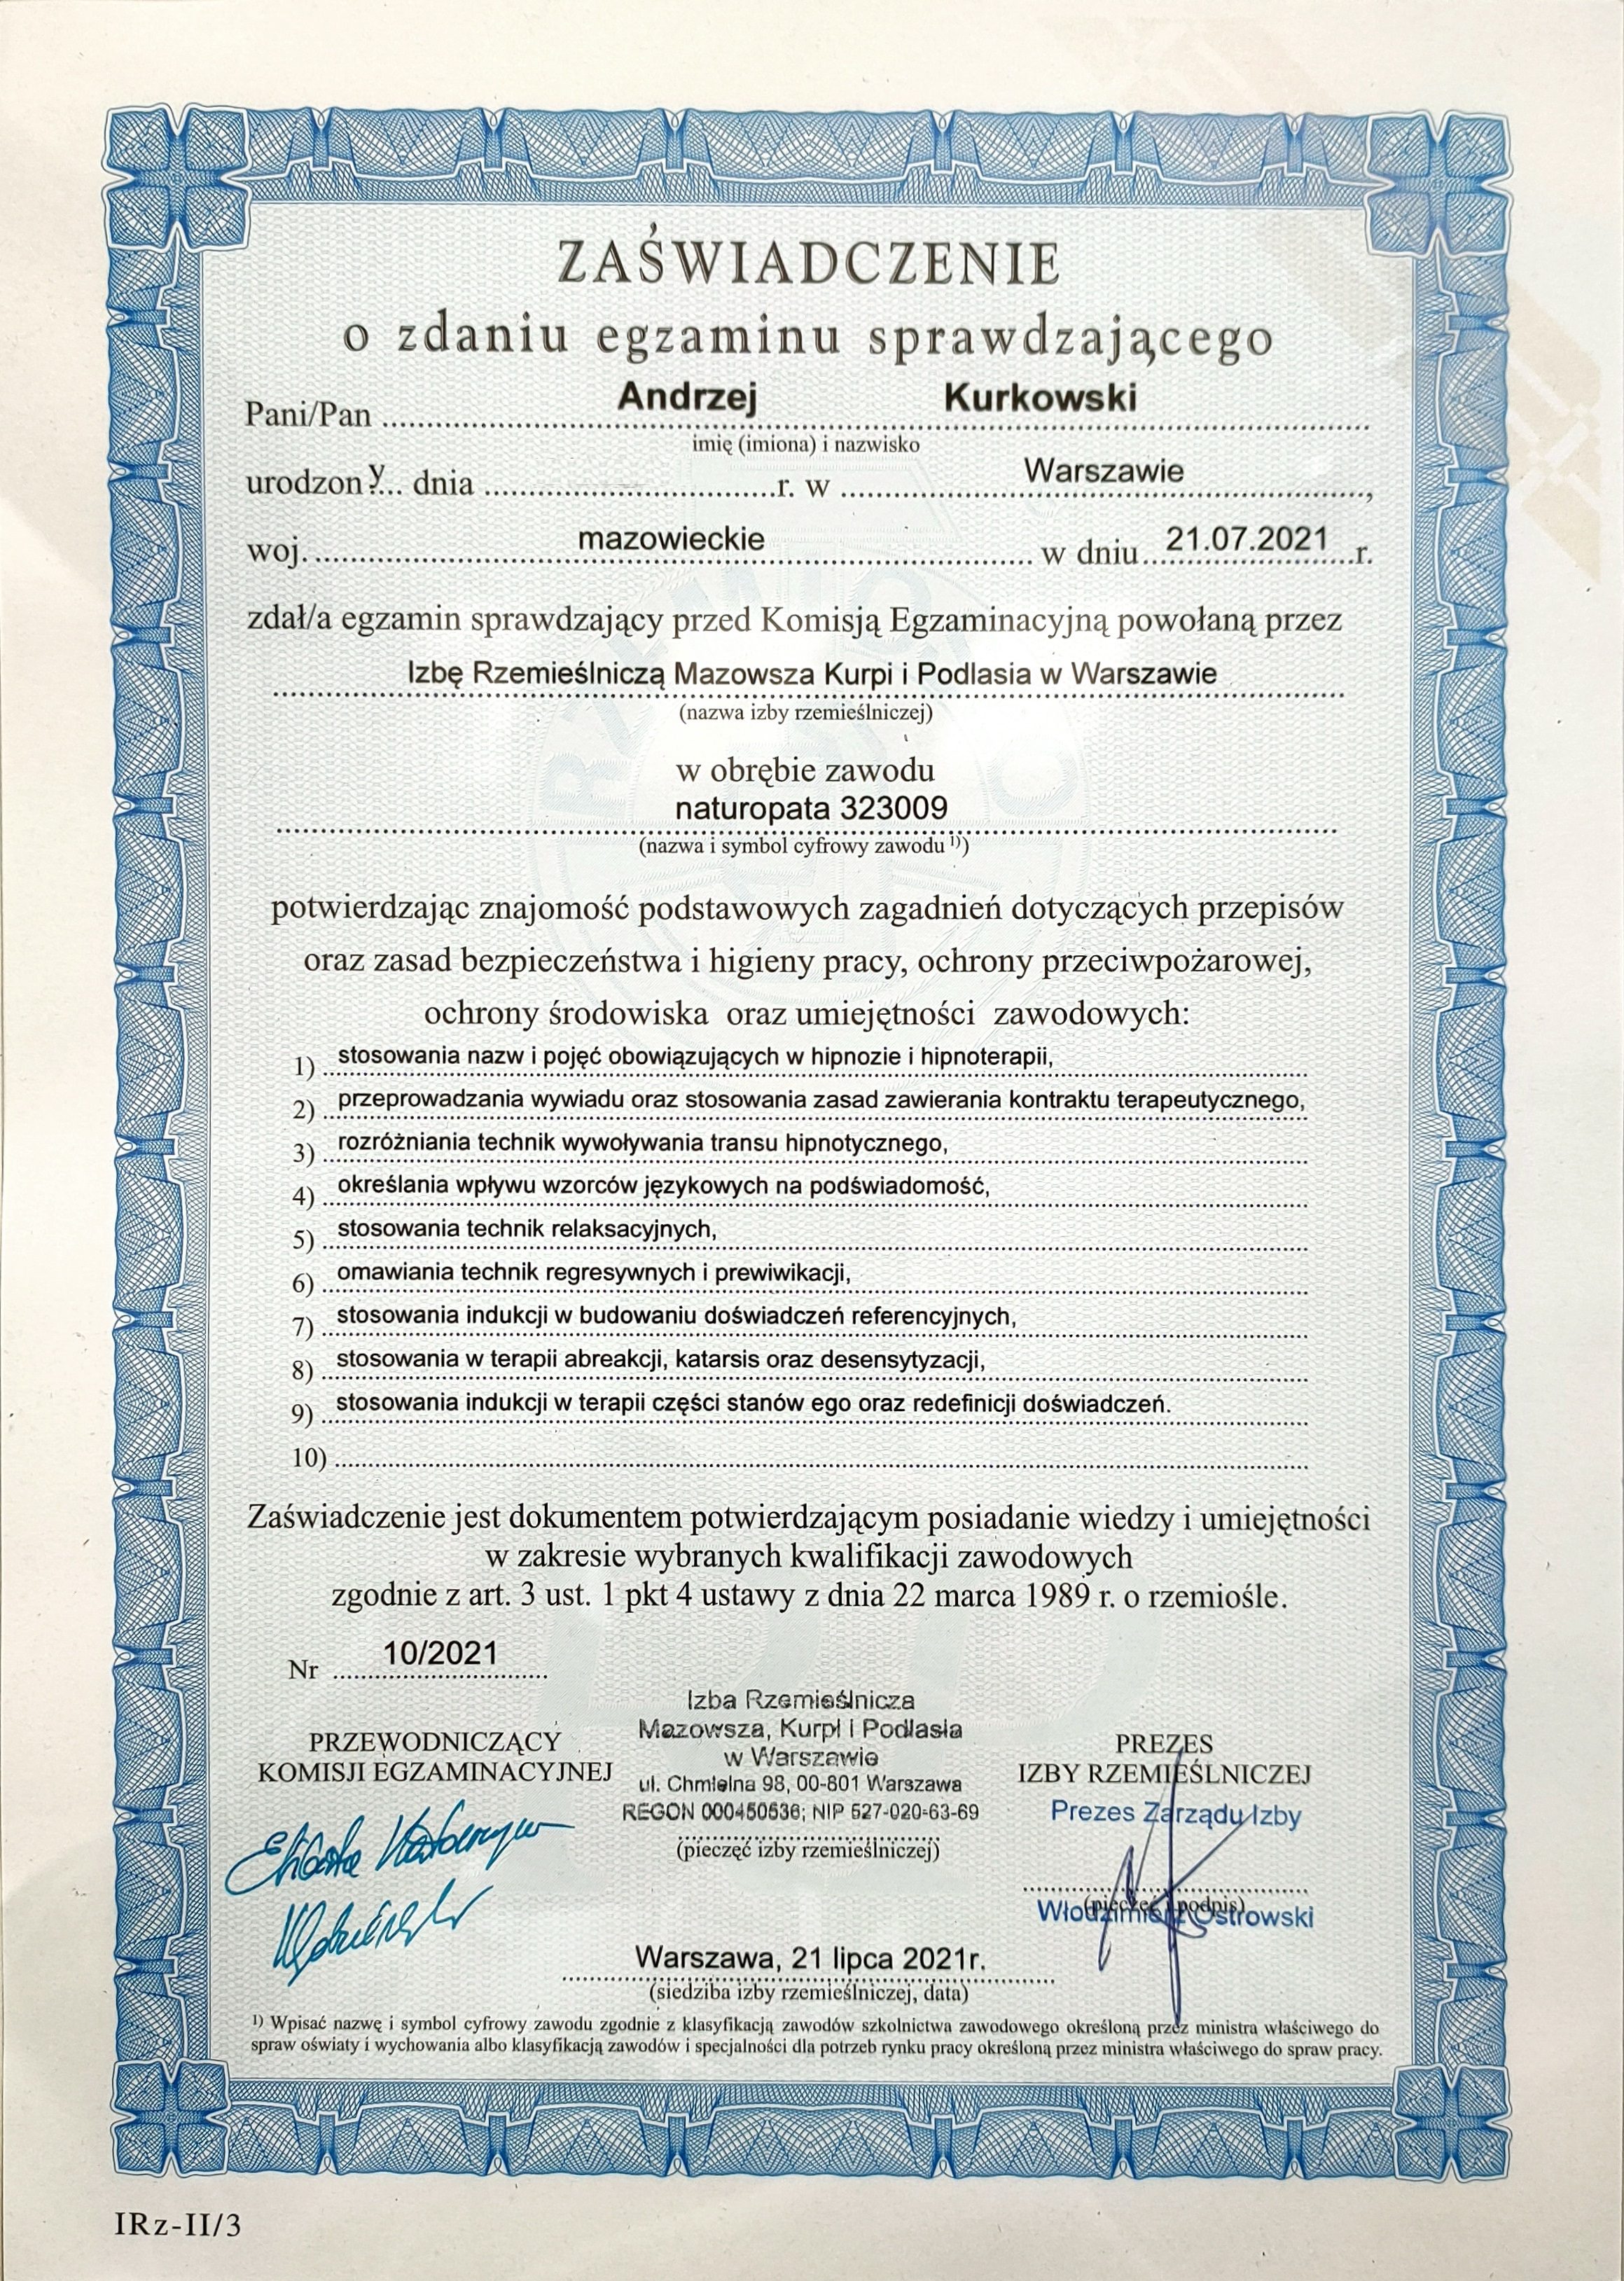 ZAŚWIADCZENIE
o zdaniu egzaminu sprawdzającego
Pani/Pan Andrzej Kurkowski
imię (imiona) i nazwisko
urodzony... dnia ............r. w Warszawie,
woj. mazowieckie w dniu 21.07.2021 r.
zdał/a egzamin sprawdzający przed Komisją Egzaminacyjną powołaną przez
Izbę Rzemieślniczą Mazowsza Kurpi i Podlasia w Warszawie
(nazwa izby rzemieślniczej)
w obrębie zawodu
naturopata 323009
(nazwa i symbol cyfrowy zawodu ¹⁾)
potwierdzając znajomość podstawowych zagadnień dotyczących przepisów
oraz zasad bezpieczeństwa i higieny pracy, ochrony przeciwpożarowej,
ochrony środowiska oraz umiejętności zawodowych:
1) stosowania nazw i pojęć obowiązujących w hipnozie i hipnoterapii,
2) przeprowadzania wywiadu oraz stosowania zasad zawierania kontraktu terapeutycznego,
3) rozróżniania technik wywoływania transu hipnotycznego,
4) określania wpływu wzorców językowych na podświadomość,
5) stosowania technik relaksacyjnych,
6) omawiania technik regresywnych i prewiwikacji,
7) stosowania indukcji w budowaniu doświadczeń referencyjnych,
8) stosowania w terapii abreakcji, katarsis oraz desensytyzacji,
9) stosowania indukcji w terapii części stanów ego oraz redefinicji doświadczeń.
10)
Zaświadczenie jest dokumentem potwierdzającym posiadanie wiedzy i umiejętności
w zakresie wybranych kwalifikacji zawodowych
zgodnie z art. 3 ust. 1 pkt 4 ustawy z dnia 22 marca 1989 r. o rzemiośle.
Nr 10/2021
PRZEWODNICZĄCY
KOMISJI EGZAMINACYJNEJ
Izba Rzemieślnicza
Mazowsza, Kurpi i Podlasia
w Warszawie
ul. Chmielna 98, 00-801 Warszawa
REGON 000450536; NIP 527-020-63-69
(pieczęć izby rzemieślniczej)
PREZES
IZBY RZEMIEŚLNICZEJ
Prezes Zarządu Izby
(pieczęć i podpis)
Włodzimierz Ostrowski
Warszawa, 21 lipca 2021r.
(siedziba izby rzemieślniczej, data)
¹⁾ Wpisać nazwę i symbol cyfrowy zawodu zgodnie z klasyfikacją zawodów szkolnictwa zawodowego określoną przez ministra właściwego do
spraw oświaty i wychowania albo klasyfikacją zawodów i specjalności dla potrzeb rynku pracy określoną przez ministra właściwego do spraw pracy.
IRz-II/3